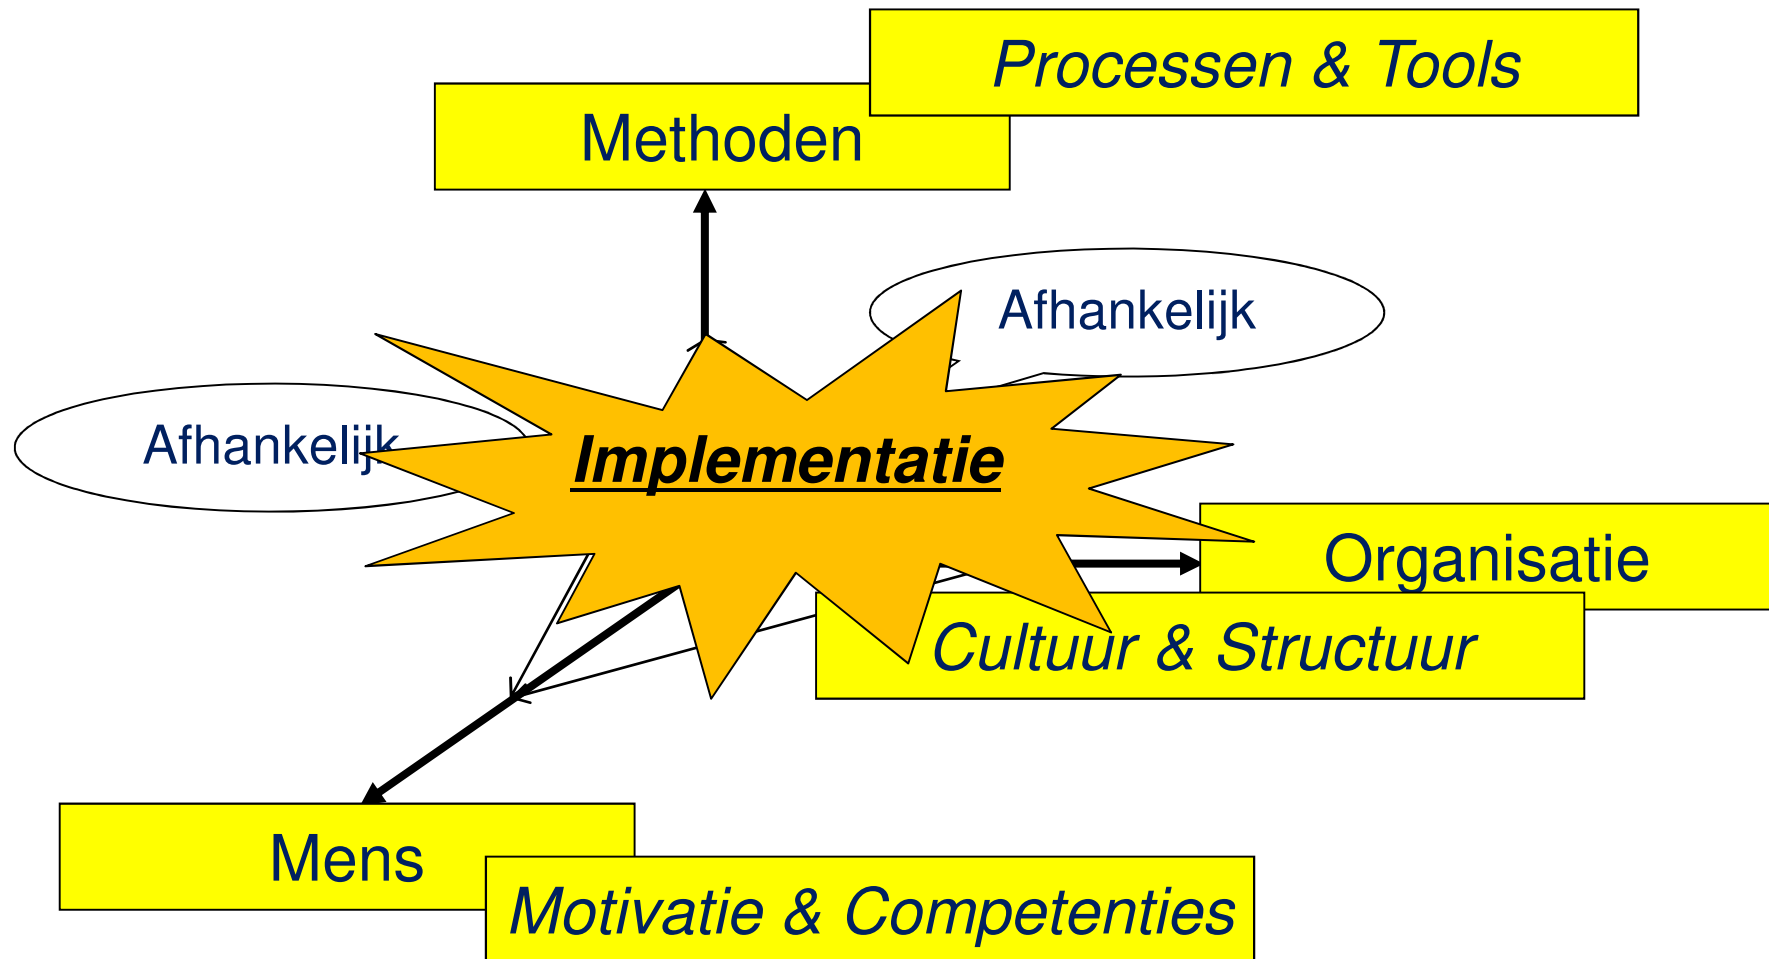 Processen & Tools
Methoden
Afhankelijk
Afhankelijk
Implementatie
Organisatie
Cultuur & Structuur
Mens
Motivatie & Competenties